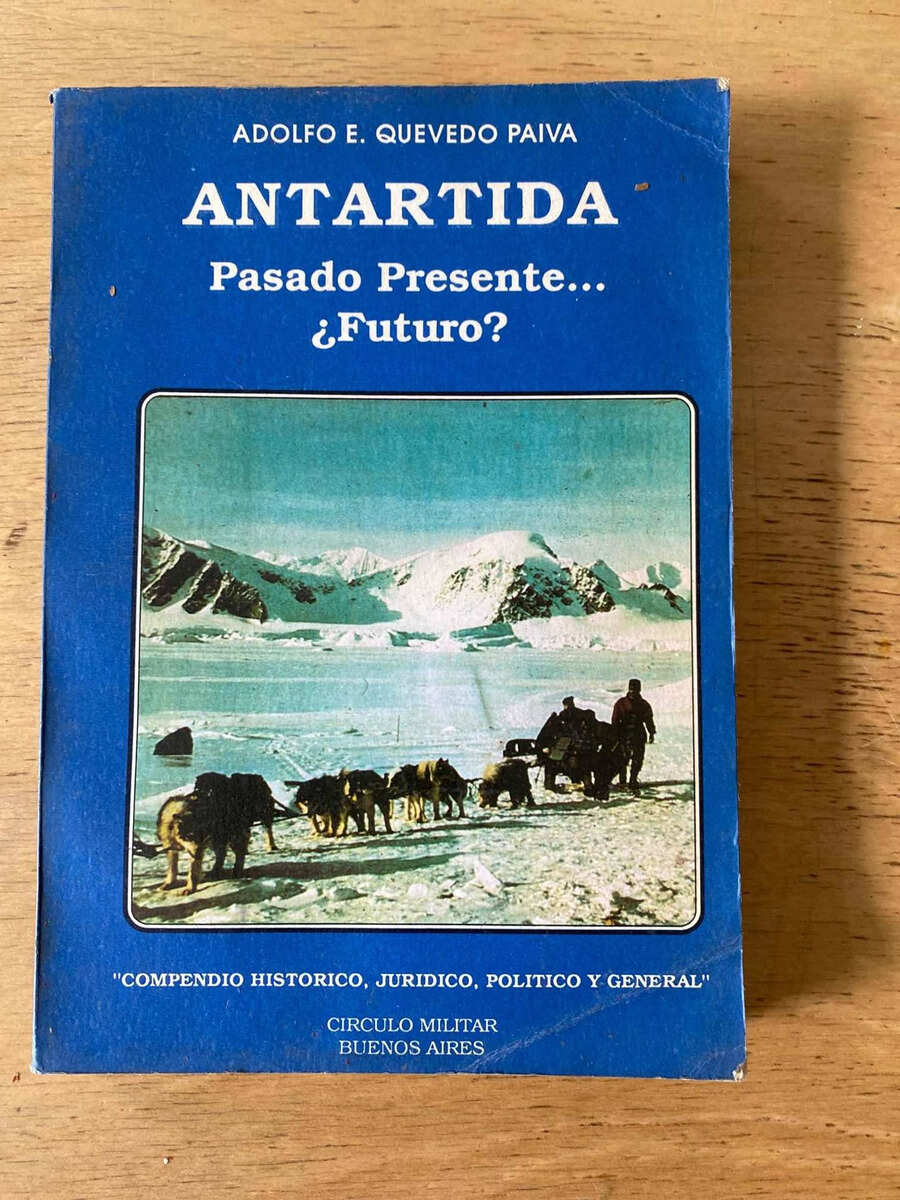 ADOLFO E. QUEVEDO PAIVA
ANTARTIDA
Pasado Presente...
¿Futuro?
"COMPENDIO HISTORICO, JURIDICO, POLITICO Y GENERAL"
CIRCULO MILITAR
BUENOS AIRES